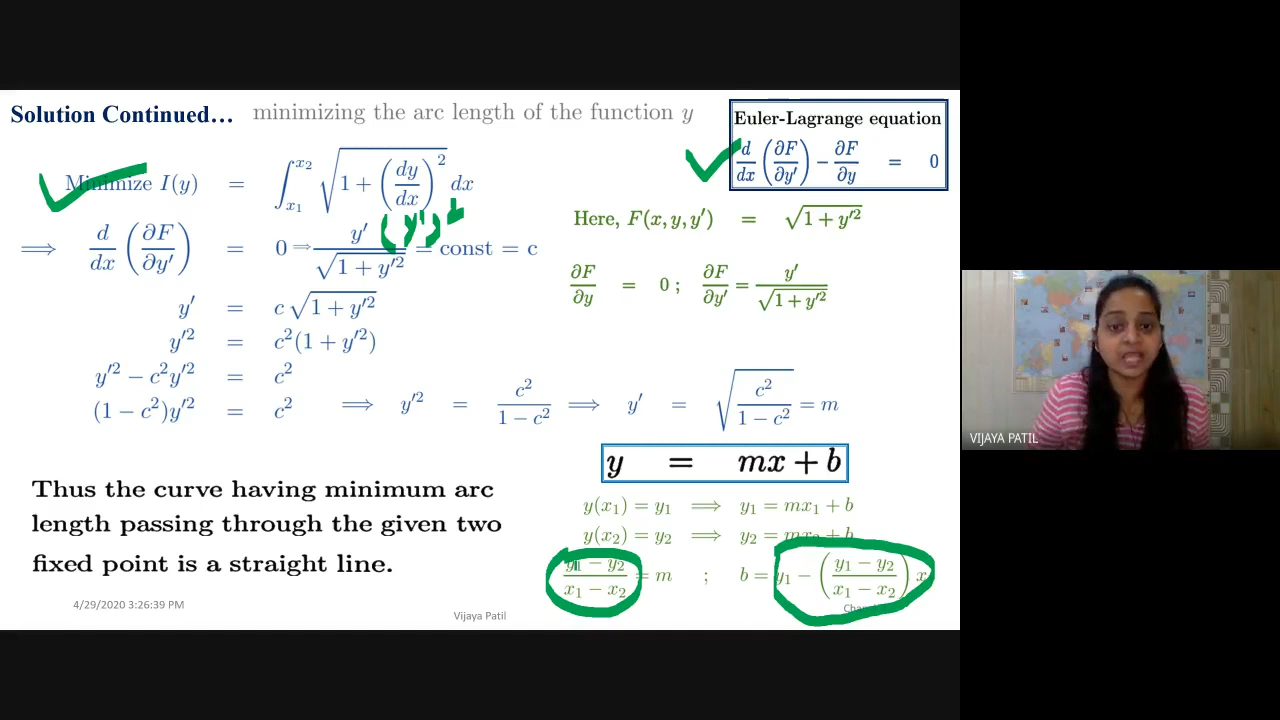 Solution Continued… minimizing the arc length of the function y
Euler-Lagrange equation
d/dx (∂F/∂y′) − ∂F/∂y = 0
Minimize I(y) = ∫_{x₁}^{x₂} √(1 + (dy/dx)²) dx
(y')²
Here, F(x, y, y′) = √(1 + y′²)
⟹ d/dx (∂F/∂y′) = 0 ⇒ y′/√(1 + y′²) = const = c
∂F/∂y = 0 ; ∂F/∂y′ = y′/√(1 + y′²)
y′ = c √(1 + y′²)
y′² = c²(1 + y′²)
y′² − c²y′² = c²
(1 − c²)y′² = c² ⟹ y′² = c²/(1 − c²) ⟹ y′ = √(c²/(1 − c²)) = m
y = mx + b
Thus the curve having minimum arc
length passing through the given two
fixed point is a straight line.
y(x₁) = y₁ ⟹ y₁ = mx₁ + b
y(x₂) = y₂ ⟹ y₂ = mx₂ + b
(y₁ − y₂)/(x₁ − x₂) = m ; b = y₁ − ((y₁ − y₂)/(x₁ − x₂)) x
4/29/2020 3:26:39 PM
Vijaya Patil
VIJAYA PATIL